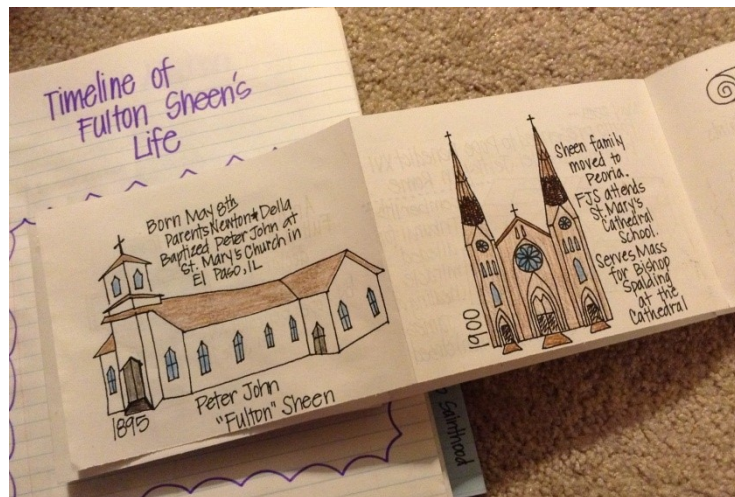 Timeline of
Fulton Sheen's
Life
Born May 8th
Parents Newton & Della
Baptized Peter John at
St. Mary's Church in
El Paso, IL
1895
Peter John
"Fulton" Sheen
1900
Sheen family
moved to
Peoria.
FJS attends
St. Mary's
Cathedral
School.
Serves Mass
for Bishop
Spalding
at the
Cathedral
Sainthood